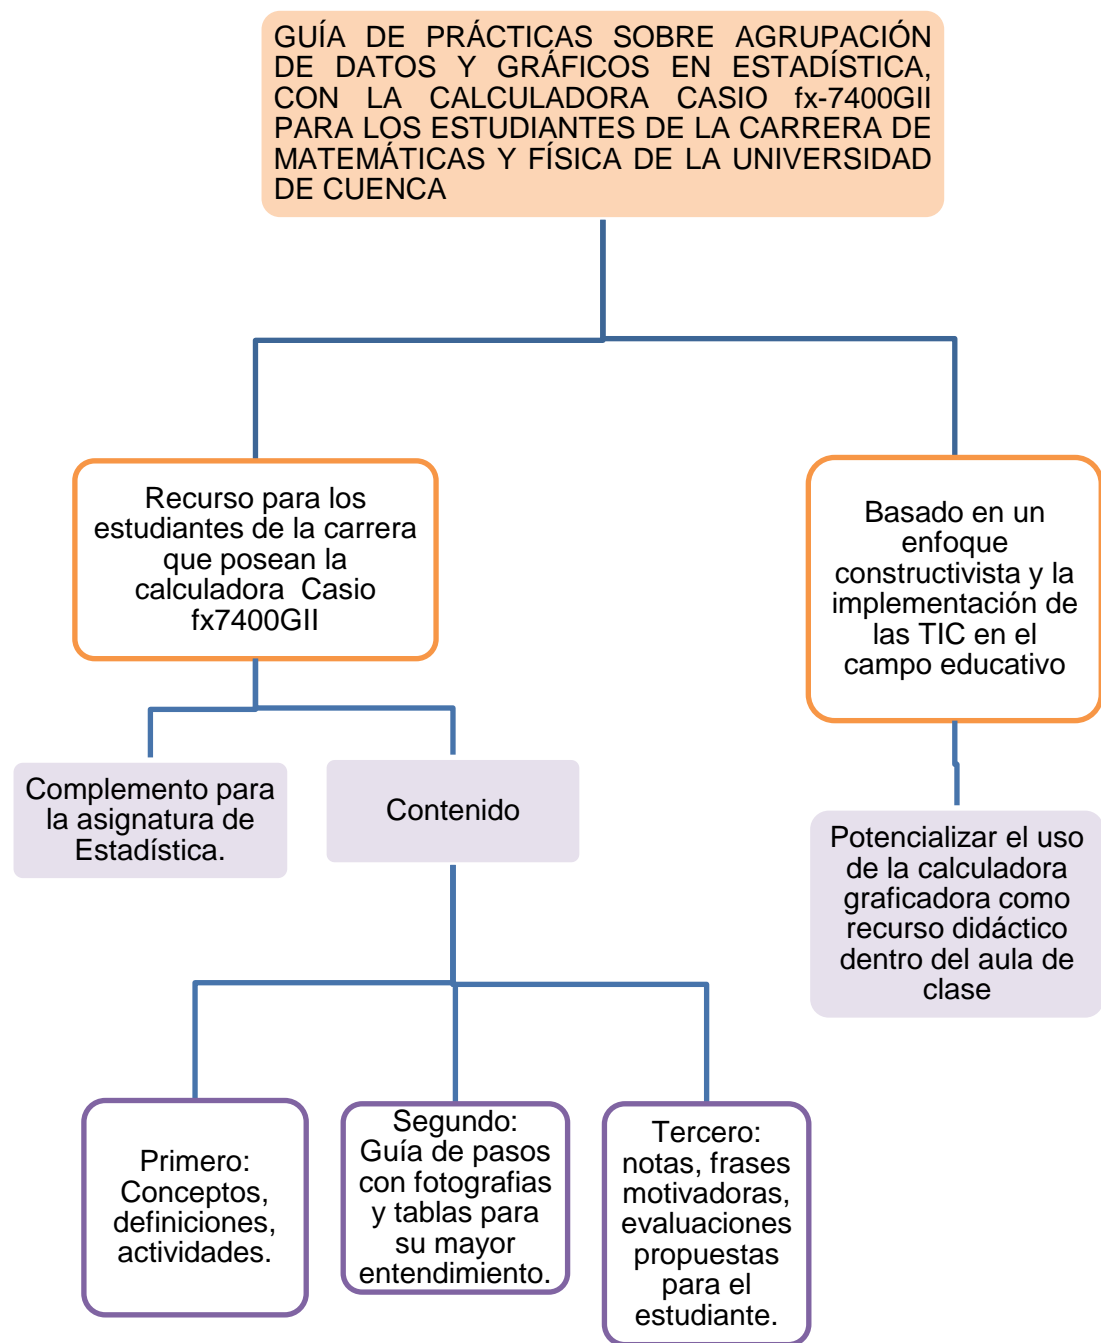 GUÍA DE PRÁCTICAS SOBRE AGRUPACIÓN
DE DATOS Y GRÁFICOS EN ESTADÍSTICA,
CON LA CALCULADORA CASIO fx-7400GII
PARA LOS ESTUDIANTES DE LA CARRERA DE
MATEMÁTICAS Y FÍSICA DE LA UNIVERSIDAD
DE CUENCA
Recurso para los
estudiantes de la carrera
que posean la
calculadora Casio
fx7400GII
Basado en un
enfoque
constructivista y la
implementación de
las TIC en el
campo educativo
Complemento para
la asignatura de
Estadística.
Contenido
Potencializar el uso
de la calculadora
graficadora como
recurso didáctico
dentro del aula de
clase
Primero:
Conceptos,
definiciones,
actividades.
Segundo:
Guía de pasos
con fotografias
y tablas para
su mayor
entendimiento.
Tercero:
notas, frases
motivadoras,
evaluaciones
propuestas
para el
estudiante.